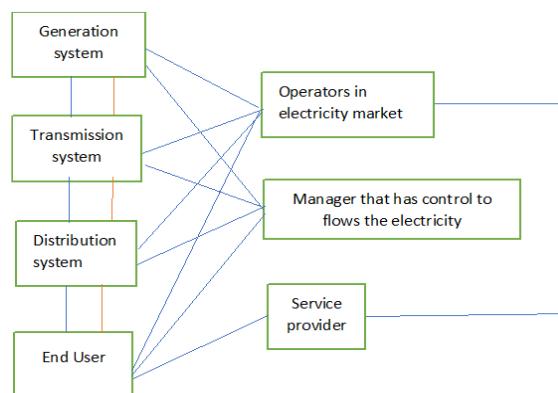 Generation
system
Operators in
electricity market
Transmission
system
Manager that has control to
flows the electricity
Distribution
system
Service
provider
End User